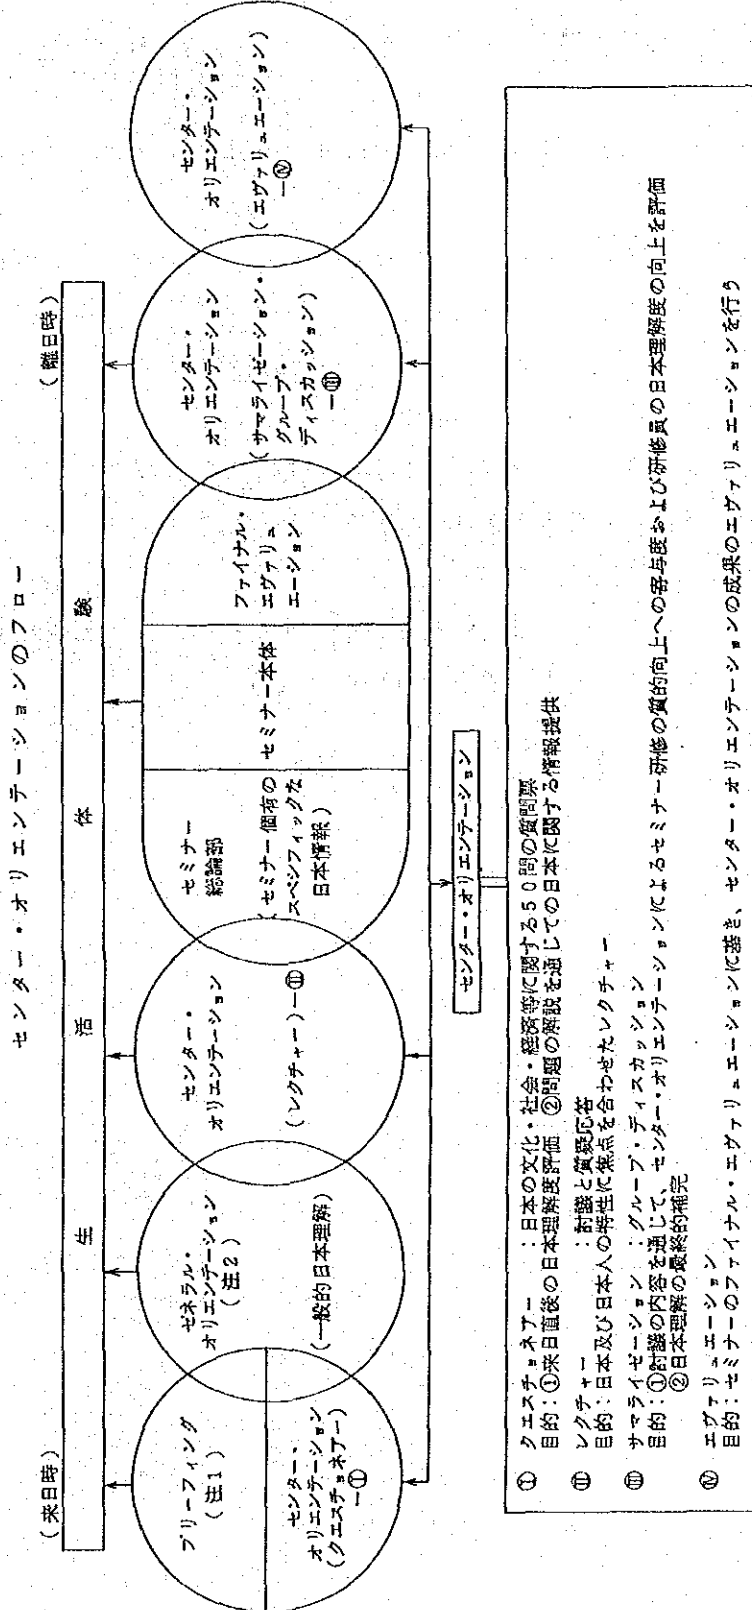 センター・オリエンテーションのフロー
(来日時)
(離日時)
生活体験
ブリーフィング
(注1)
センター・
オリエンテーション
(クエスチョネアー)
ー①
ゼネラル・
オリエンテーション
(注2)
(一般的日本理解)
センター・
オリエンテーション
(レクチャー)ー②
セミナー
総論部
(セミナー個有の
スペシフィックな
日本情報)
セミナー本体
ファイナル・
エヴァリュ
エーション
センター・
オリエンテーション
(サマライゼーション・
グループ・
ディスカッション)
ーⅢ
センター・
オリエンテーション
(エヴァリュエーション)
ーⅣ
センター・オリエンテーション
Ⅰ クエスチョネアー :日本の文化・社会・経済等に関する50問の質問票
目的:①来日直後の日本理解度評価 ②問題の解説を通じての日本に関する情報提供
Ⅱ レクチャー :討議と質疑応答
目的:日本及び日本人の特性に焦点を合わせたレクチャー
Ⅲ サマライゼーション :グループ・ディスカッション
目的:①討議の内容を通じて、センター・オリエンテーションによるセミナー研修の質的向上への寄与度および研修員の日本理解度の向上を評価
②日本理解の最終的補完
Ⅳ エヴァリュエーション
目的:セミナーのファイナル・エヴァリュエーションに基き、センター・オリエンテーションの成果のエヴァリュエーションを行う